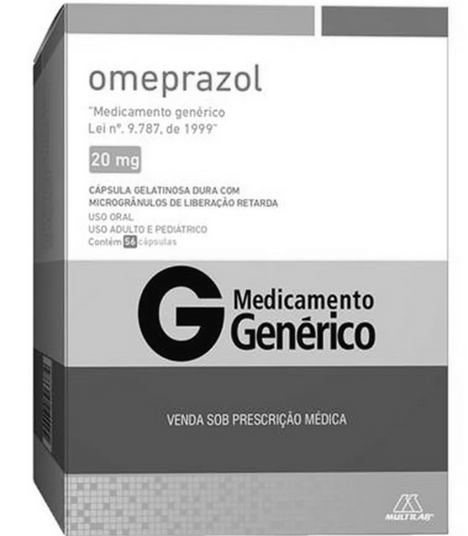 omeprazol
"Medicamento genérico
Lei nº. 9.787, de 1999"
20 mg
CÁPSULA GELATINOSA DURA COM
MICROGRÂNULOS DE LIBERAÇÃO RETARDA
USO ORAL
USO ADULTO E PEDIÁTRICO
Contém 56 cápsulas
G Medicamento
Genérico
VENDA SOB PRESCRIÇÃO MÉDICA
MULTILAB